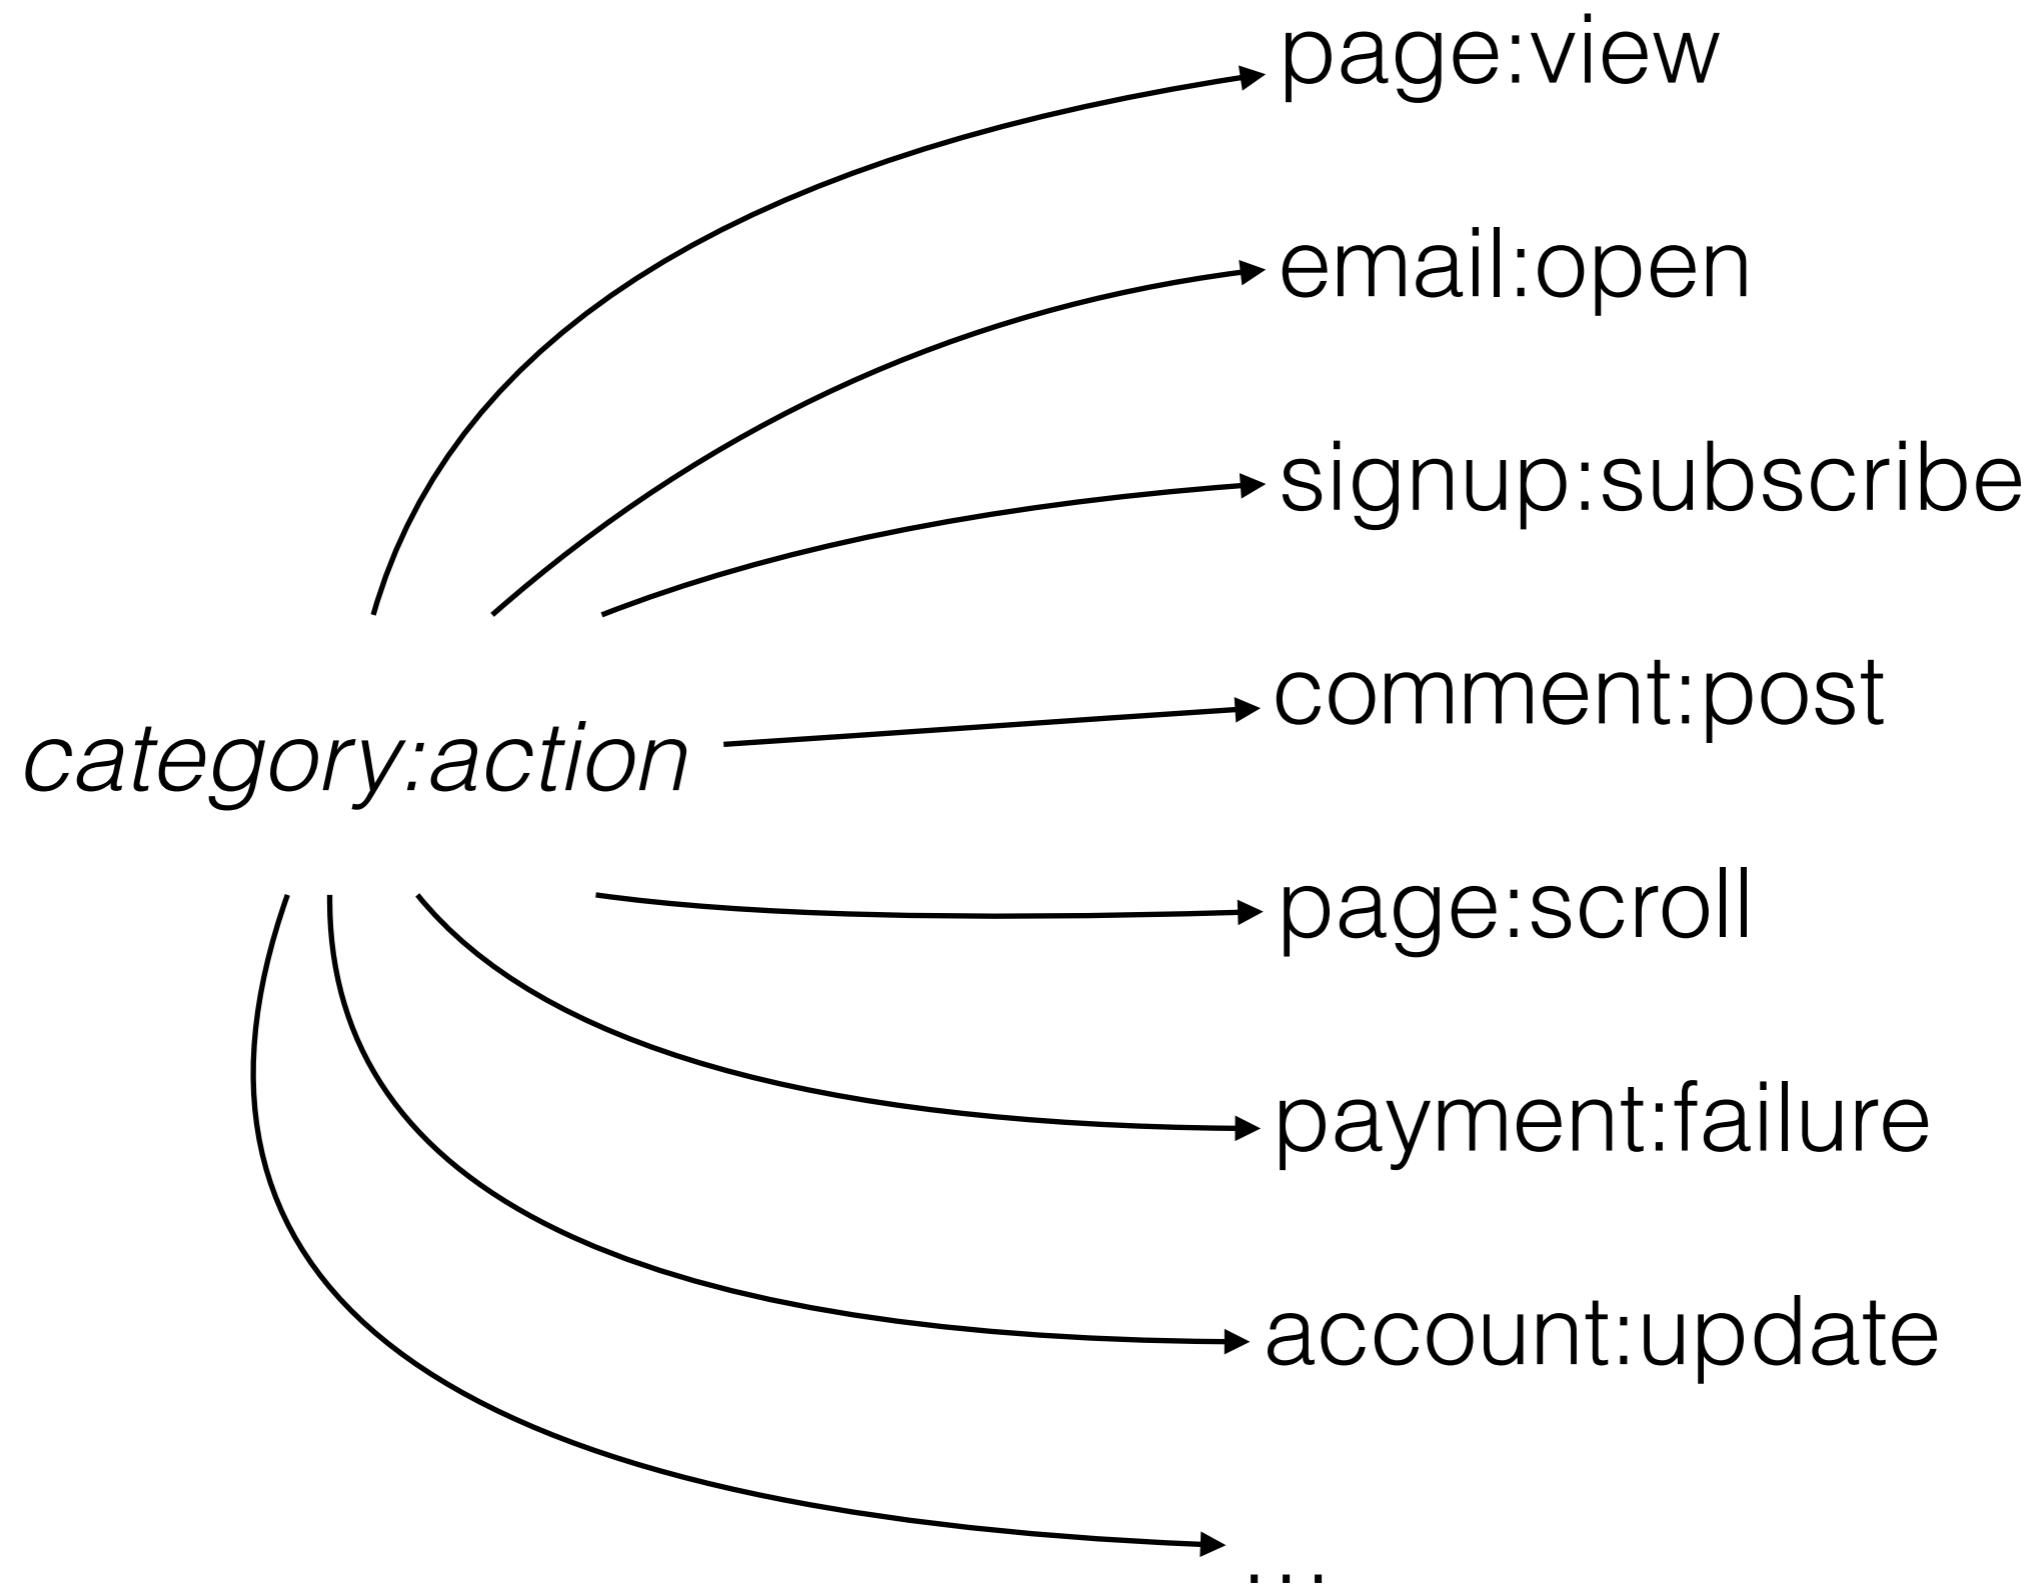 page:view
email:open
signup:subscribe
comment:post
category:action
page:scroll
payment:failure
account:update
...